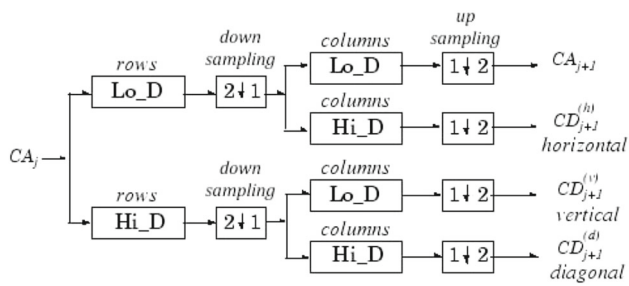 up
down
columns
sampling
rows
sampling
Lo_D
1↓2
CA_{j+1}
Lo_D
2↓1
columns
Hi_D
1↓2
CD_{j+1}^{(h)}
horizontal
CA_j
down
sampling
columns
rows
Lo_D
1↓2
CD_{j+1}^{(v)}
vertical
Hi_D
2↓1
columns
Hi_D
1↓2
CD_{j+1}^{(d)}
diagonal